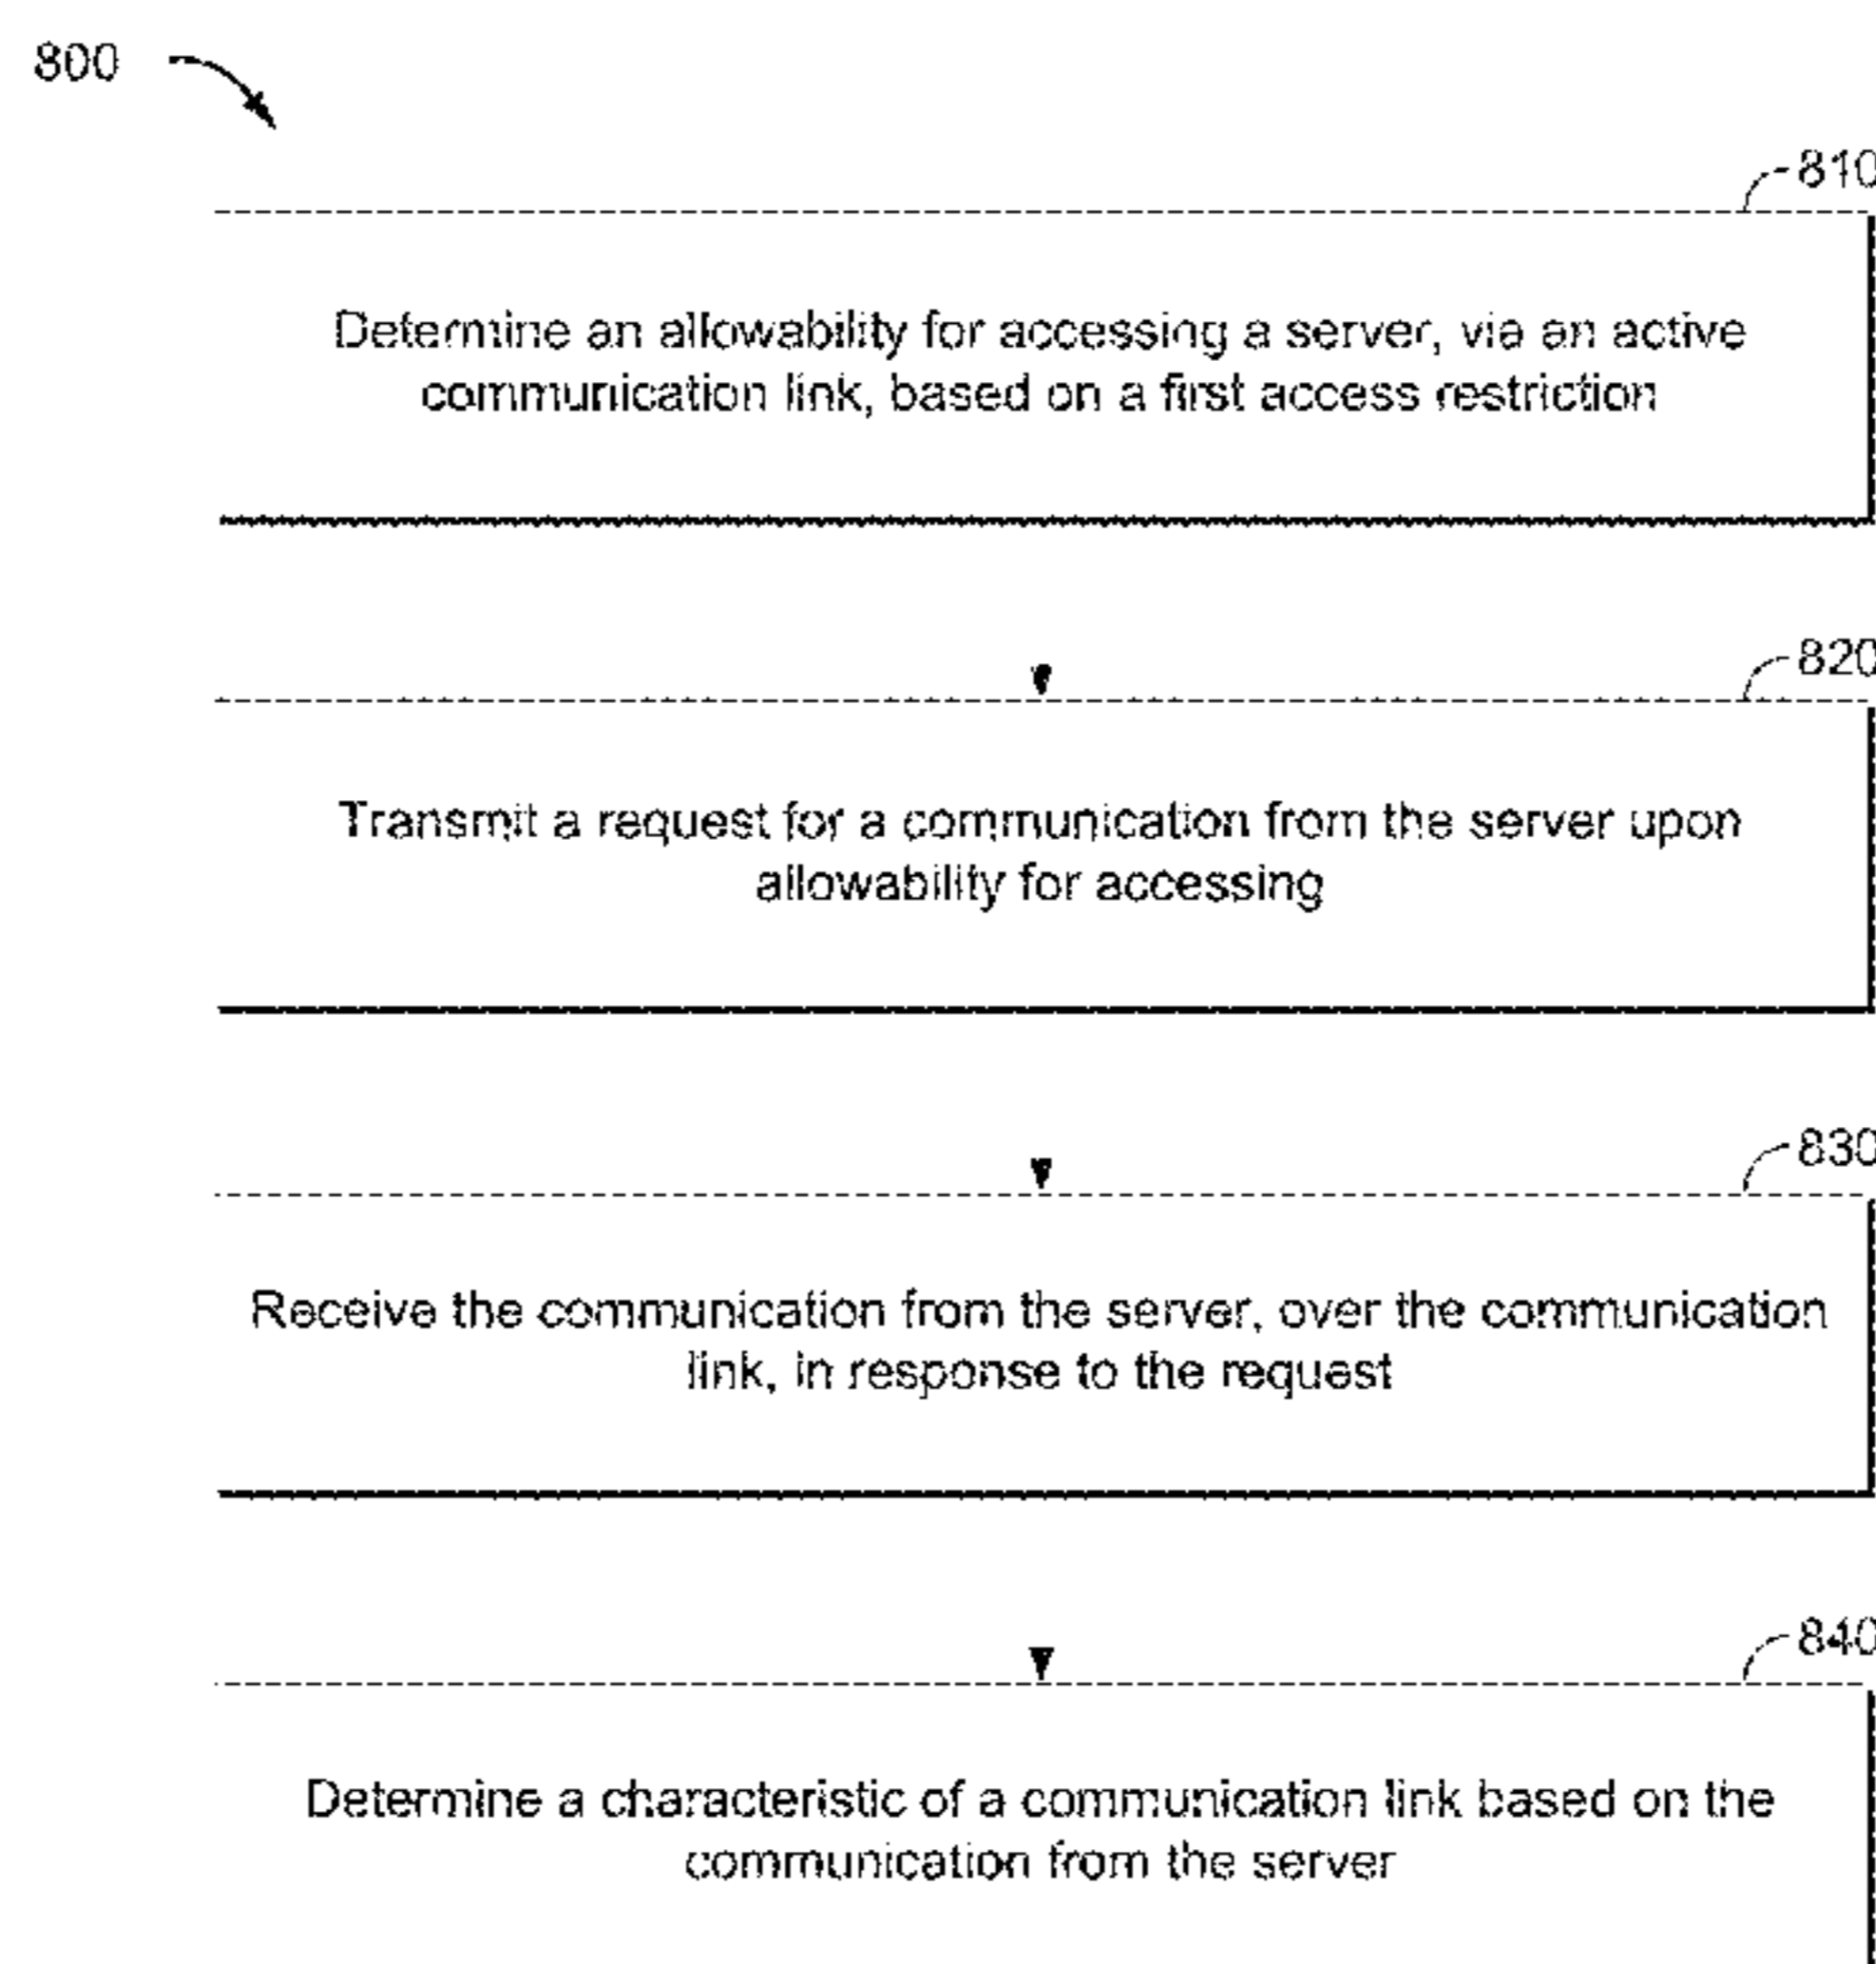 800
810
Determine an allowability for accessing a server, via an active
communication link, based on a first access restriction
820
Transmit a request for a communication from the server upon
allowability for accessing
830
Receive the communication from the server, over the communication
link, in response to the request
840
Determine a characteristic of a communication link based on the
communication from the server